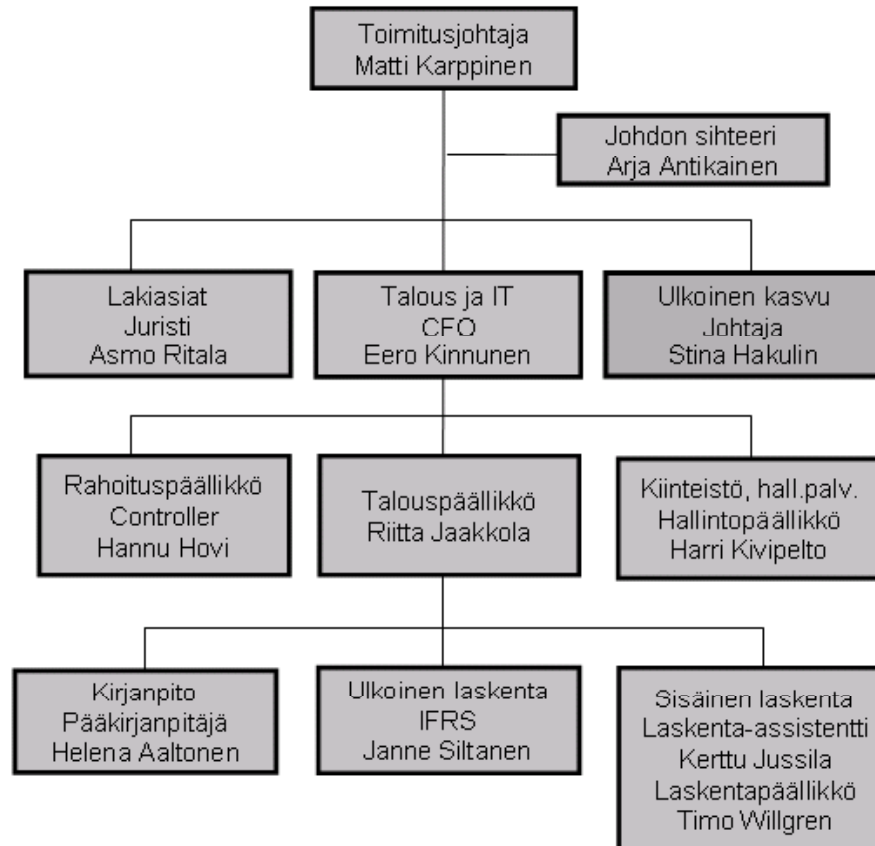 Toimitusjohtaja
Matti Karppinen
Johdon sihteeri
Arja Antikainen
Lakiasiat
Juristi
Asmo Ritala
Talous ja IT
CFO
Eero Kinnunen
Ulkoinen kasvu
Johtaja
Stina Hakulin
Rahoituspäällikkö
Controller
Hannu Hovi
Talouspäällikkö
Riitta Jaakkola
Kiinteistö, hall.palv.
Hallintopäällikkö
Harri Kivipelto
Kirjanpito
Pääkirjanpitäjä
Helena Aaltonen
Ulkoinen laskenta
IFRS
Janne Siltanen
Sisäinen laskenta
Laskenta-assistentti
Kerttu Jussila
Laskentapäällikkö
Timo Willgren